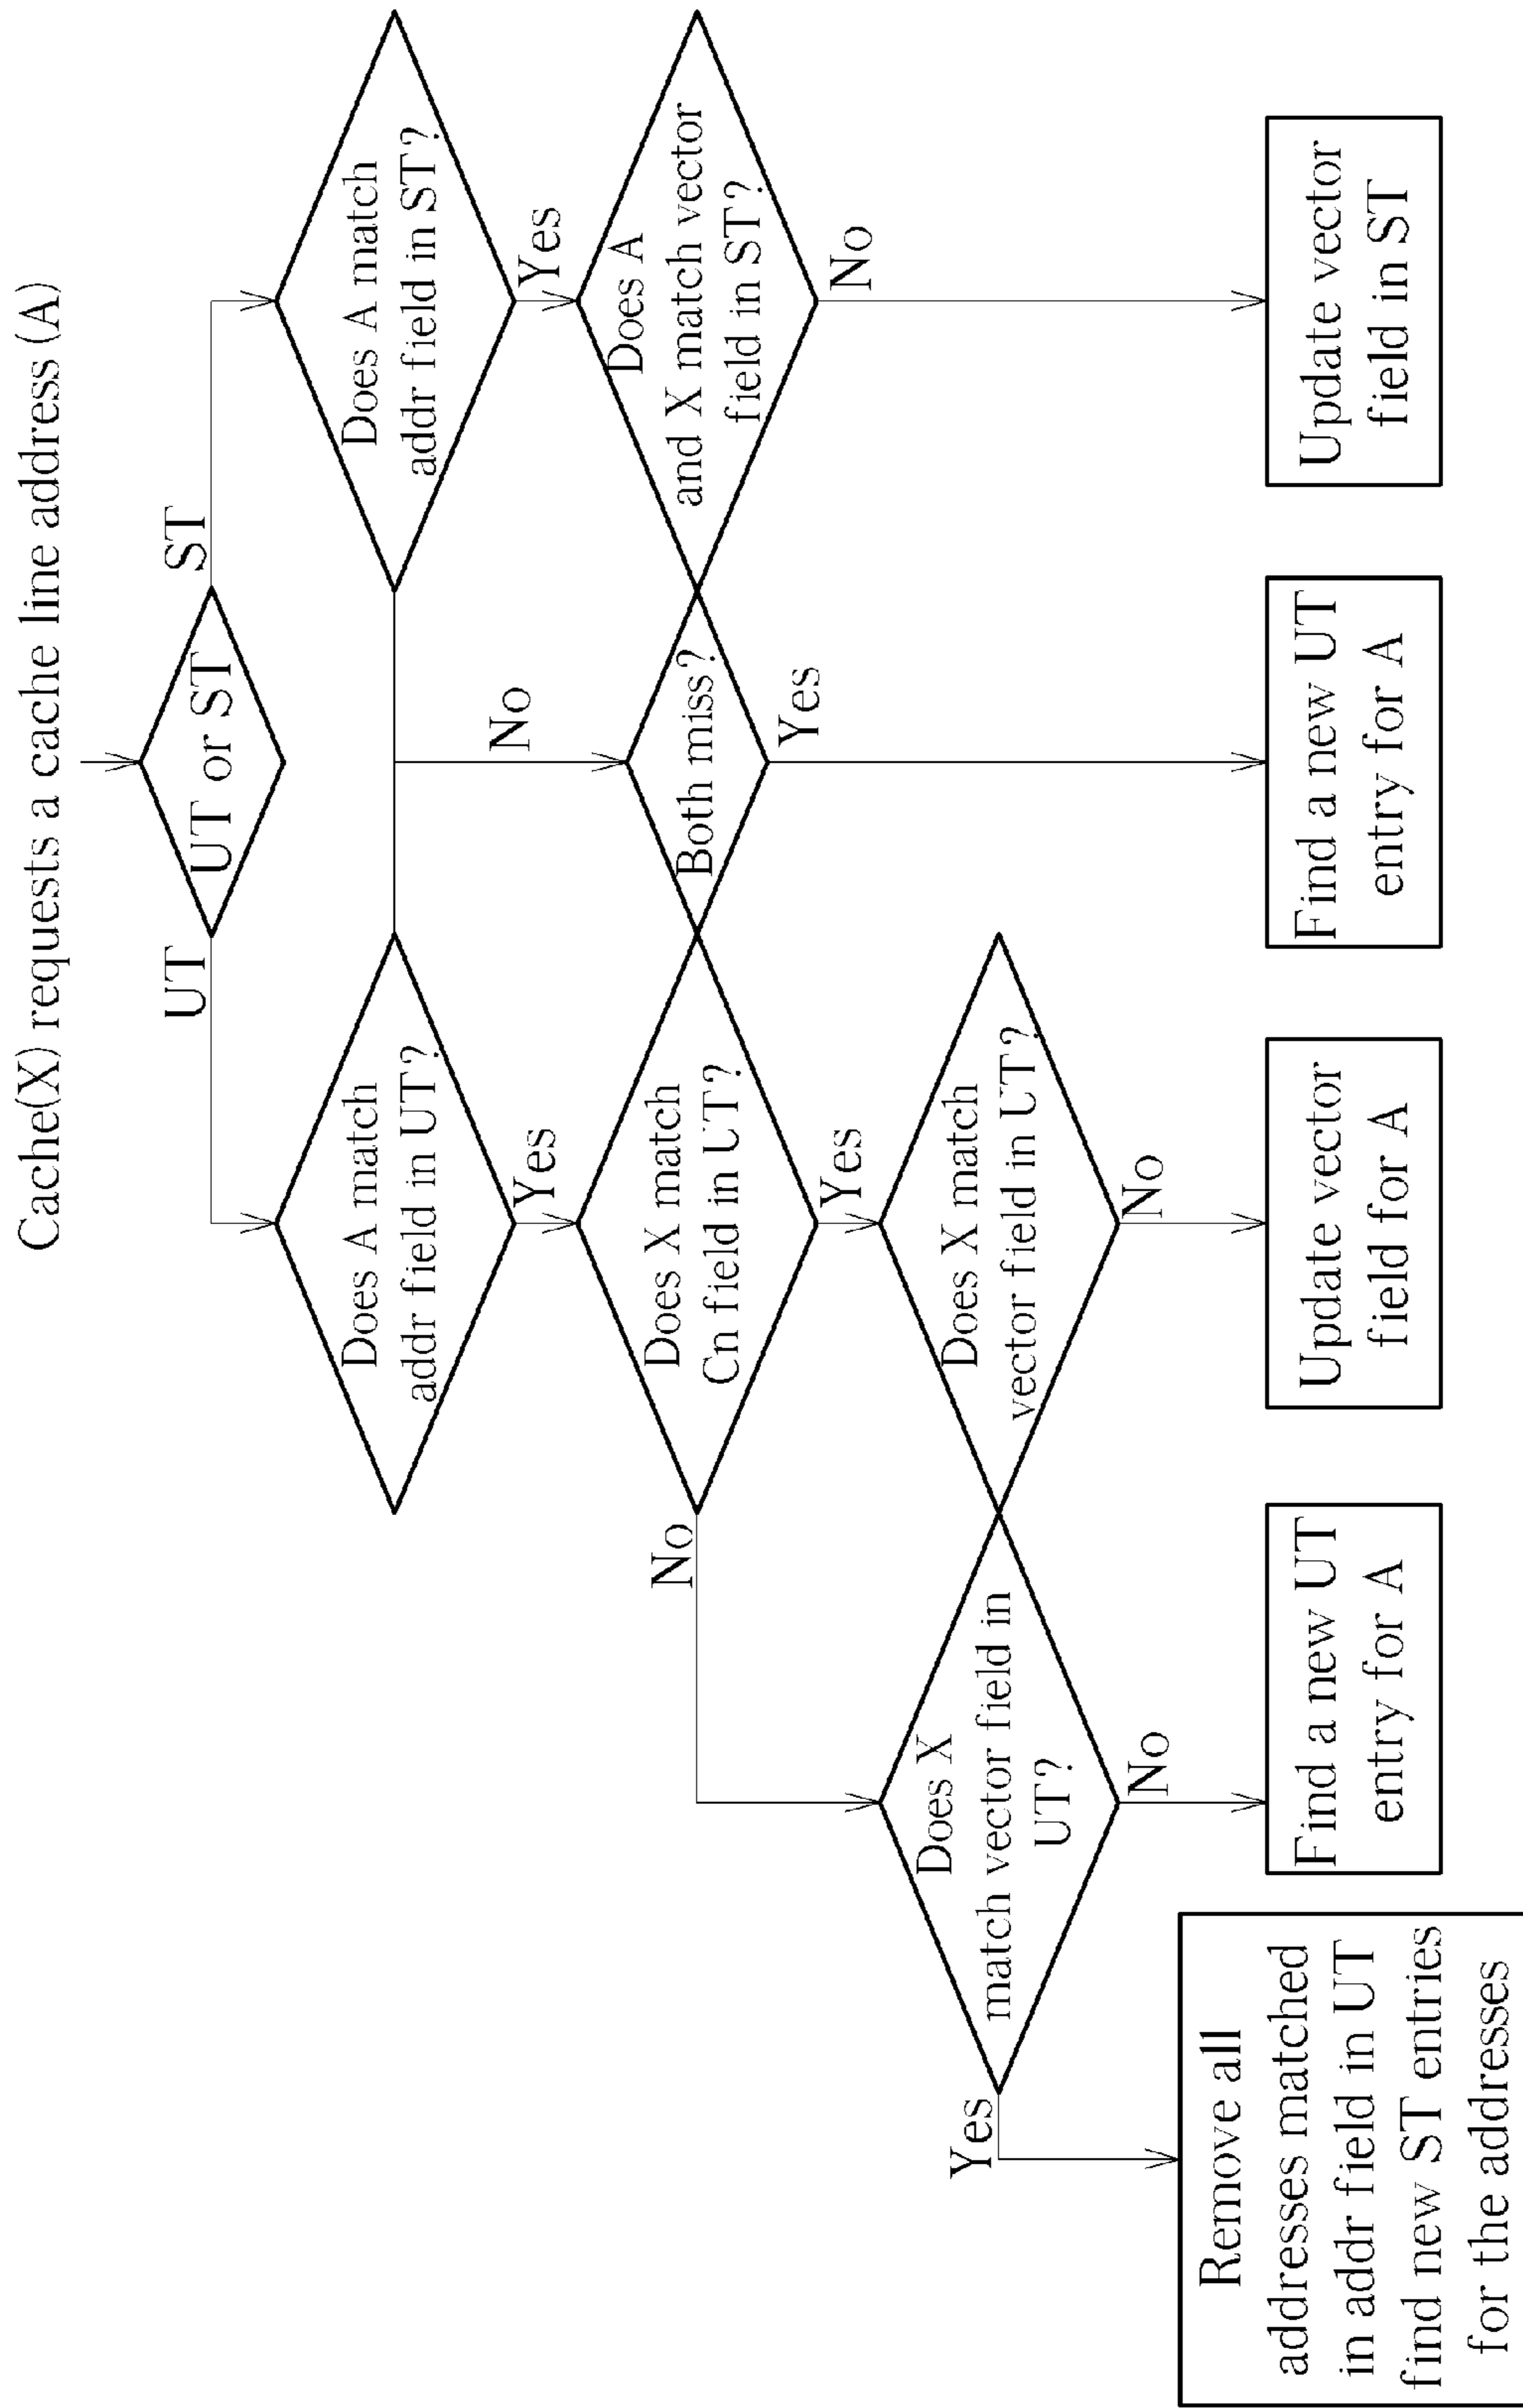 Cache(X) requests a cache line address (A)
UT or ST
UT
ST
Does A match
addr field in UT?
Does A match
addr field in ST?
Yes
No
Yes
Does X match
Cn field in UT?
Both miss?
Does A
and X match vector
field in ST?
No
Yes
Yes
No
Does X
match vector field in
UT?
Does X match
vector field in UT?
Yes
No
No
Remove all
addresses matched
in addr field in UT
find new ST entries
for the addresses
Find a new UT
entry for A
Update vector
field for A
Find a new UT
entry for A
Update vector
field in ST